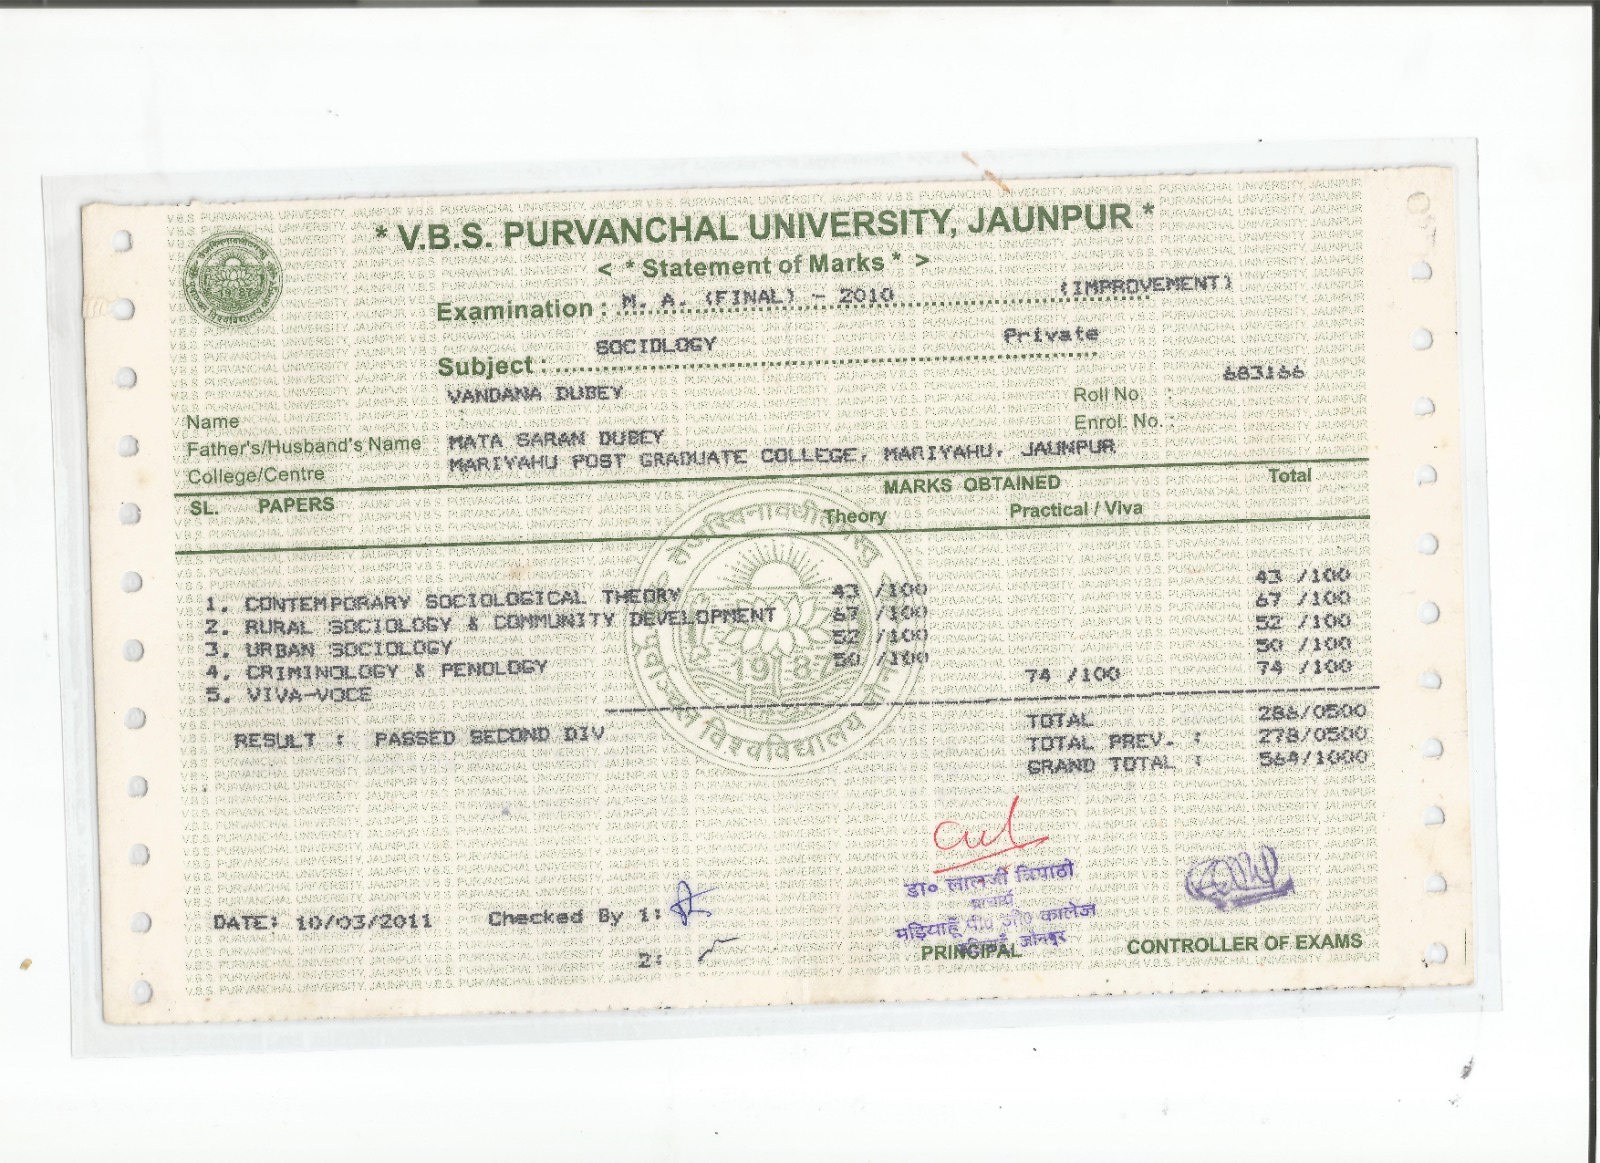 * V.B.S. PURVANCHAL UNIVERSITY, JAUNPUR *
< * Statement of Marks * >
Examination : M. A. (FINAL) - 2010 (IMPROVEMENT)
Subject : SOCIOLOGY Private
Name VANDANA DUBEY Roll No. : 683166
Enrol. No. :
Father's/Husband's Name MATA SARAN DUBEY
College/Centre MARIYAHU POST GRADUATE COLLEGE, MARIYAHU, JAUNPUR
SL. PAPERS MARKS OBTAINED Total
Theory Practical / Viva
1. CONTEMPORARY SOCIOLOGICAL THEORY 43 /100 43 /100
2. RURAL SOCIOLOGY & COMMUNITY DEVELOPMENT 67 /100 67 /100
3. URBAN SOCIOLOGY 52 /100 52 /100
4. CRIMINOLOGY & PENOLOGY 50 /100 50 /100
5. VIVA-VOCE 74 /100 74 /100
TOTAL 286/0500
RESULT : PASSED SECOND DIV TOTAL PREV. : 278/0500
GRAND TOTAL : 564/1000
डा० लालजी त्रिपाठी
प्राचार्य
मड़ियाहूँ पी० जी० कालेज
जौनपुर
DATE: 10/03/2011 Checked By 1:
2:
PRINCIPAL CONTROLLER OF EXAMS
1987